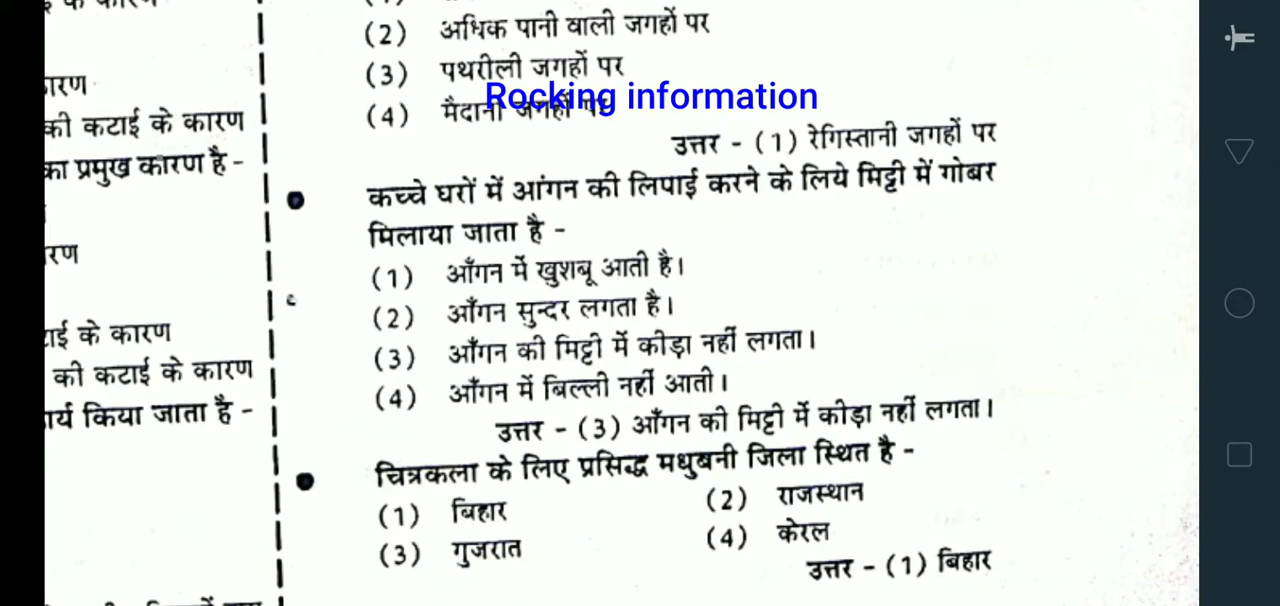 ारण
की कटाई के कारण
का प्रमुख कारण है -
रण
टाई के कारण
की कटाई के कारण
ार्य किया जाता है -
(2) अधिक पानी वाली जगहों पर
(3) पथरीली जगहों पर
Rocking information
(4) मैदानी जगहों पर
उत्तर - (1) रेगिस्तानी जगहों पर
कच्चे घरों में आंगन की लिपाई करने के लिये मिट्टी में गोबर
मिलाया जाता है -
(1) आँगन में खुशबू आती है।
(2) आँगन सुन्दर लगता है।
(3) आँगन की मिट्टी में कीड़ा नहीं लगता।
(4) आँगन में बिल्ली नहीं आती।
उत्तर - (3) आँगन की मिट्टी में कीड़ा नहीं लगता।
चित्रकला के लिए प्रसिद्ध मधुबनी जिला स्थित है -
(1) बिहार (2) राजस्थान
(3) गुजरात (4) केरल
उत्तर - (1) बिहार